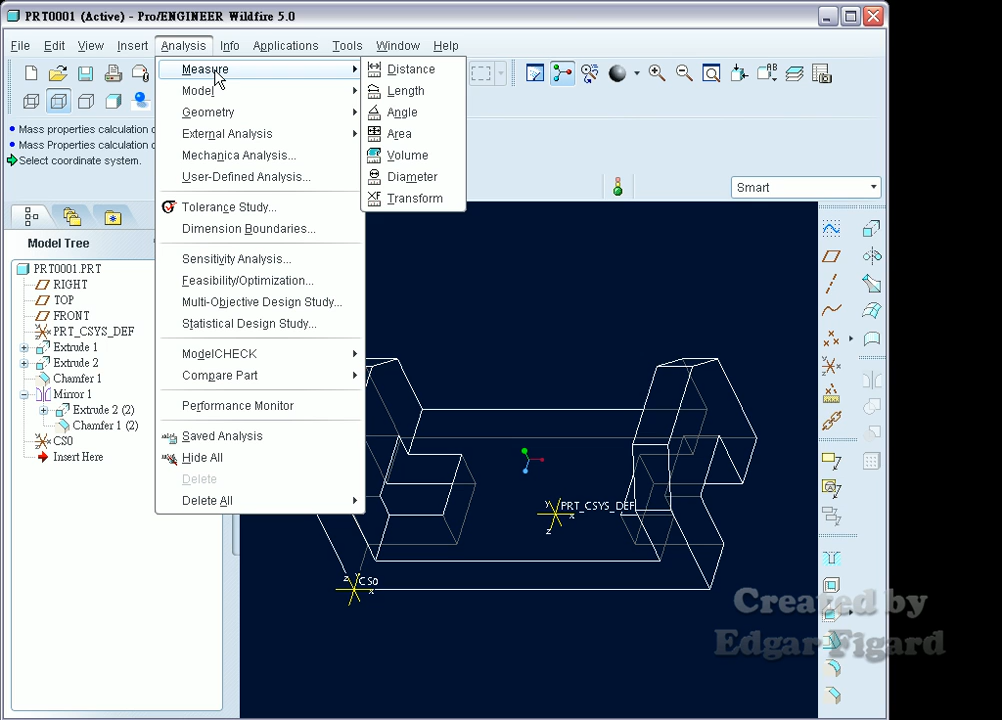 PRT0001 (Active) - Pro/ENGINEER Wildfire 5.0
File Edit View Insert Analysis Info Applications Tools Window Help
Mass properties calculation
Mass Properties calculation
Select coordinate system.
Measure
Model
Geometry
External Analysis
Mechanica Analysis...
User-Defined Analysis...
Tolerance Study...
Dimension Boundaries...
Sensitivity Analysis...
Feasibility/Optimization...
Multi-Objective Design Study...
Statistical Design Study...
ModelCHECK
Compare Part
Performance Monitor
Saved Analysis
Hide All
Delete
Delete All
Distance
Length
Angle
Area
Volume
Diameter
Transform
Smart
Model Tree
PRT0001.PRT
RIGHT
TOP
FRONT
PRT_CSYS_DEF
Extrude 1
Extrude 2
Chamfer 1
Mirror 1
Extrude 2 (2)
Chamfer 1 (2)
CS0
Insert Here
Y PRT_CSYS_DEF
X
Z
Z Y CS0
X
Created by
Edgar Figard